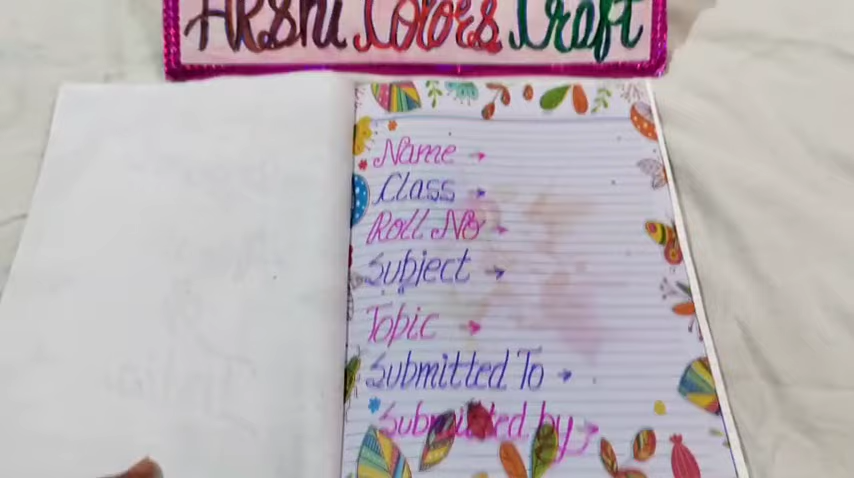 Arshi Colors Craft
Name →
Class →
Roll No →
Subject →
Topic →
Submitted To →
Submitted by →